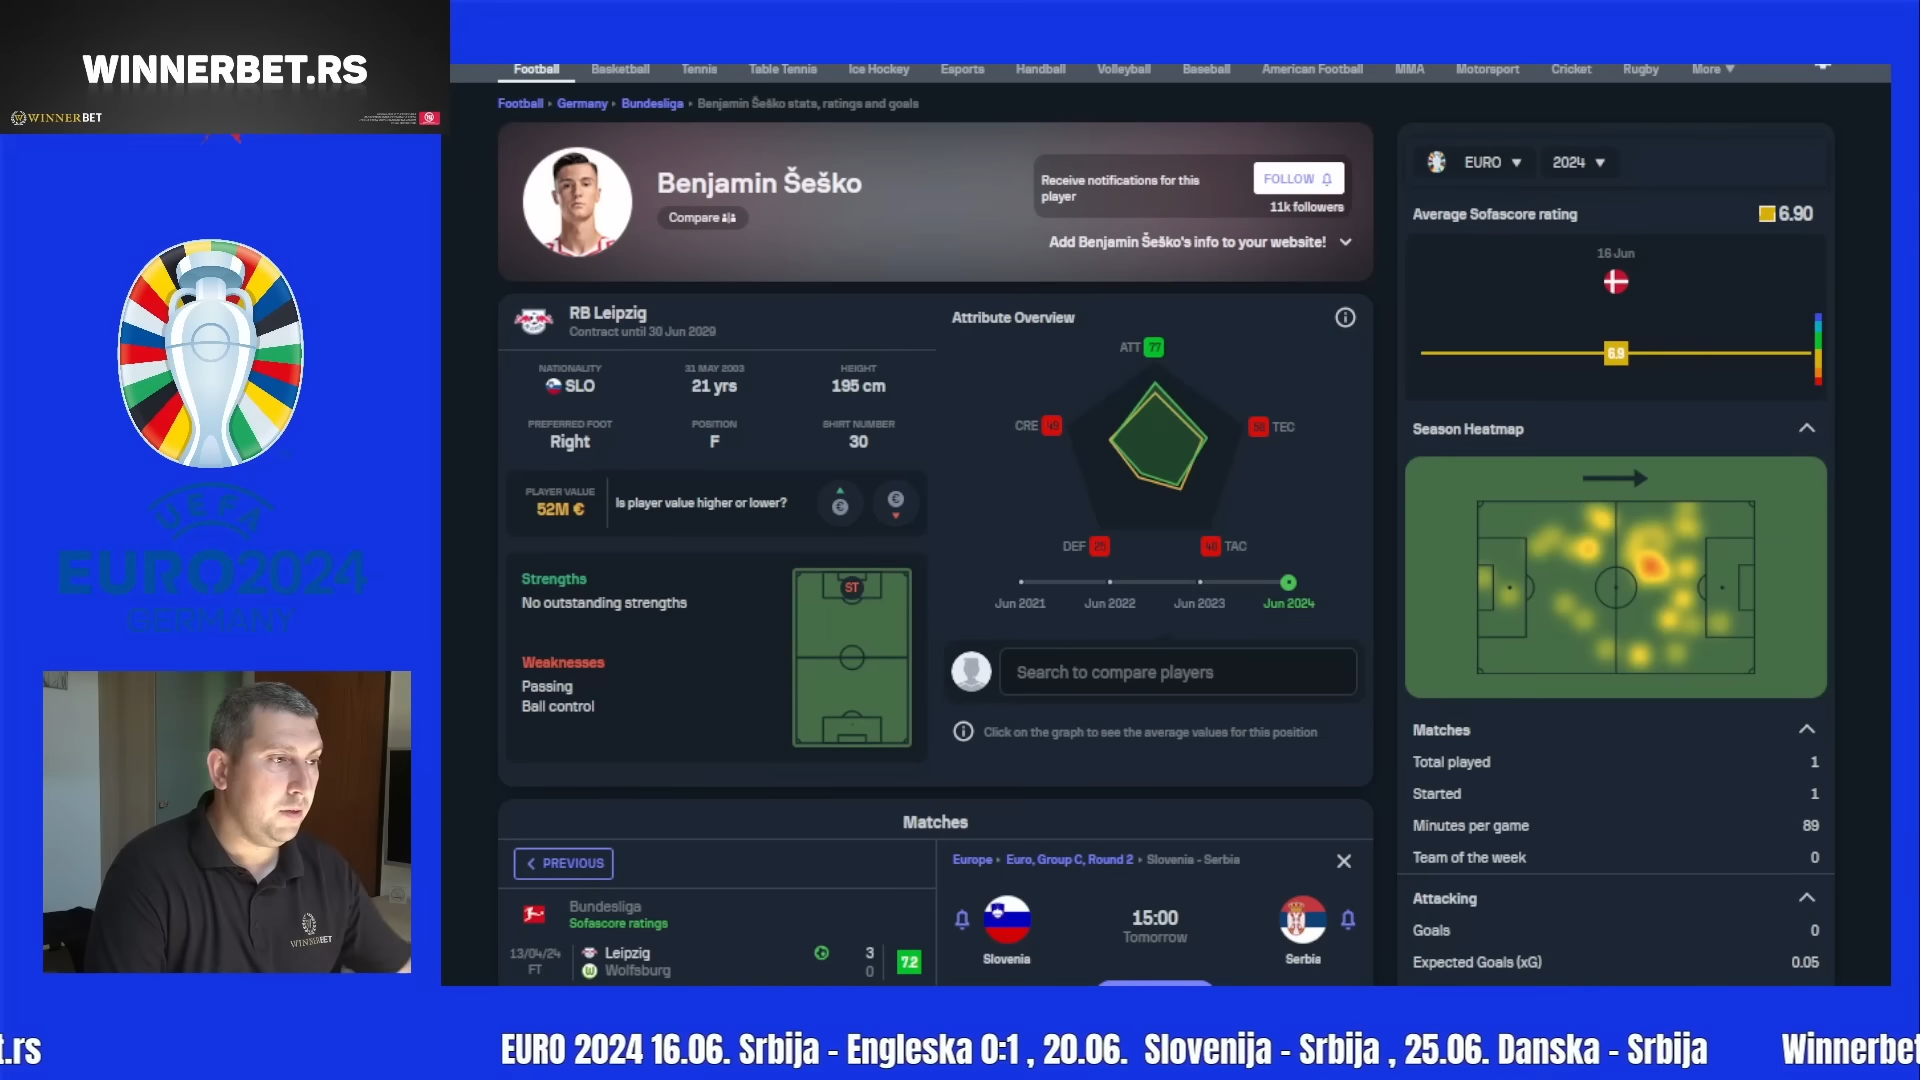 WINNERBET.RS
WINNERBET
Football Basketball Tennis Table Tennis Ice Hockey Esports Handball Volleyball Baseball American Football MMA Motorsport Cricket Rugby More
Football Germany Bundesliga Benjamin Šeško stats, ratings and goals
Benjamin Šeško
Compare
Receive notifications for this
player
FOLLOW
11k followers
Add Benjamin Šeško's info to your website!
RB Leipzig
Contract until 30 Jun 2029
NATIONALITY
SLO
31 MAY 2003
21 yrs
HEIGHT
195 cm
PREFERRED FOOT
Right
POSITION
F
SHIRT NUMBER
30
PLAYER VALUE
52M €
Is player value higher or lower?
Strengths
No outstanding strengths
Weaknesses
Passing
Ball control
ST
Attribute Overview
ATT 77
CRE
TEC
DEF
TAC
Jun 2021 Jun 2022 Jun 2023 Jun 2024
Search to compare players
Click on the graph to see the average values for this position
Matches
PREVIOUS
Bundesliga
Sofascore ratings
13/04/24
FT
Leipzig 3
Wolfsburg 0
7.2
Europe Euro, Group C, Round 2 Slovenia - Serbia
15:00
Tomorrow
Slovenia
Serbia
EURO 2024
Average Sofascore rating 6.90
16 Jun
6.9
Season Heatmap
Matches
Total played 1
Started 1
Minutes per game 89
Team of the week 0
Attacking
Goals 0
Expected Goals (xG) 0.05
UEFA
EURO2024
GERMANY
WINNERBET
t.rs EURO 2024 16.06. Srbija - Engleska 0:1 , 20.06. Slovenija - Srbija , 25.06. Danska - Srbija Winnerbet